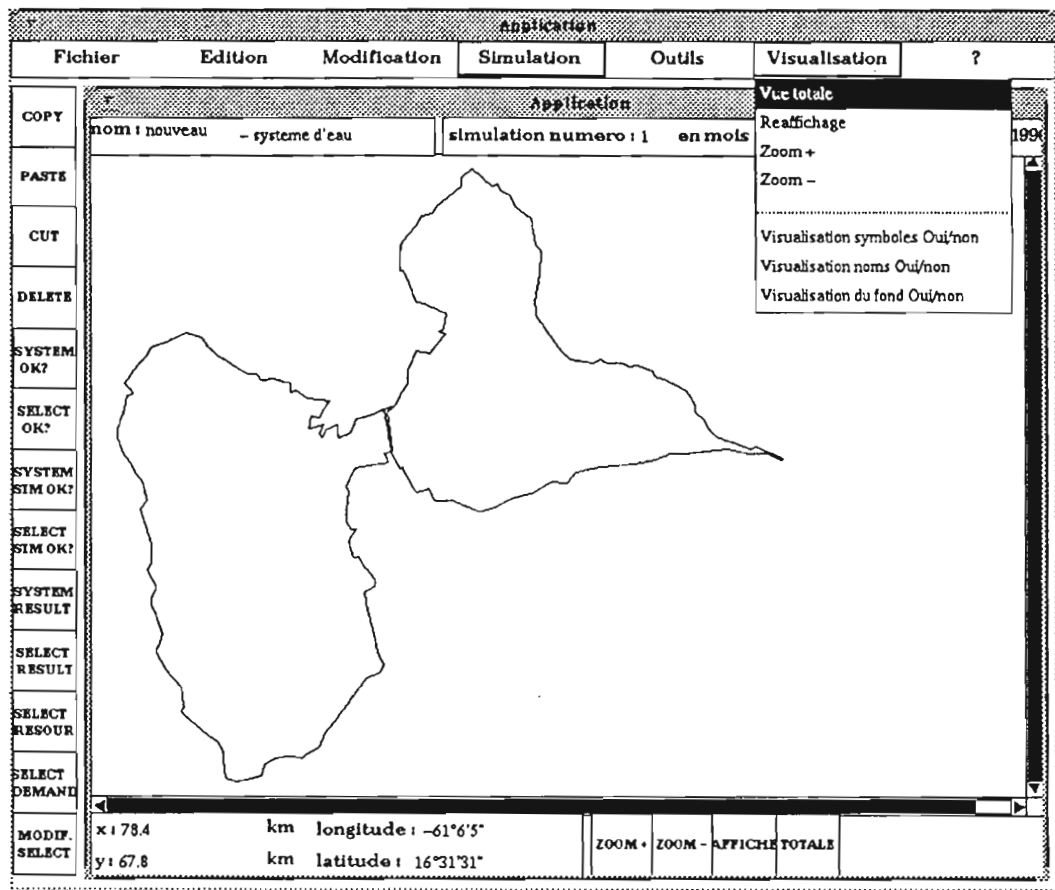 Application
Fichier Edition Modification Simulation Outils Visualisation ?
COPY
PASTE
CUT
DELETE
SYSTEM
OK?
SELECT
OK?
SYSTEM
SIM OK?
SELECT
SIM OK?
SYSTEM
RESULT
SELECT
RESULT
SELECT
RESOUR
SELECT
DEMAND
MODIF.
SELECT
Application
nom : nouveau – systeme d'eau simulation numero : 1 en mois 1990
Vue totale
Reaffichage
Zoom +
Zoom –
Visualisation symboles Oui/non
Visualisation noms Oui/non
Visualisation du fond Oui/non
x : 78.4 km longitude : –61°6'5"
y : 67.8 km latitude : 16°31'31"
ZOOM + ZOOM – AFFICHE TOTALE